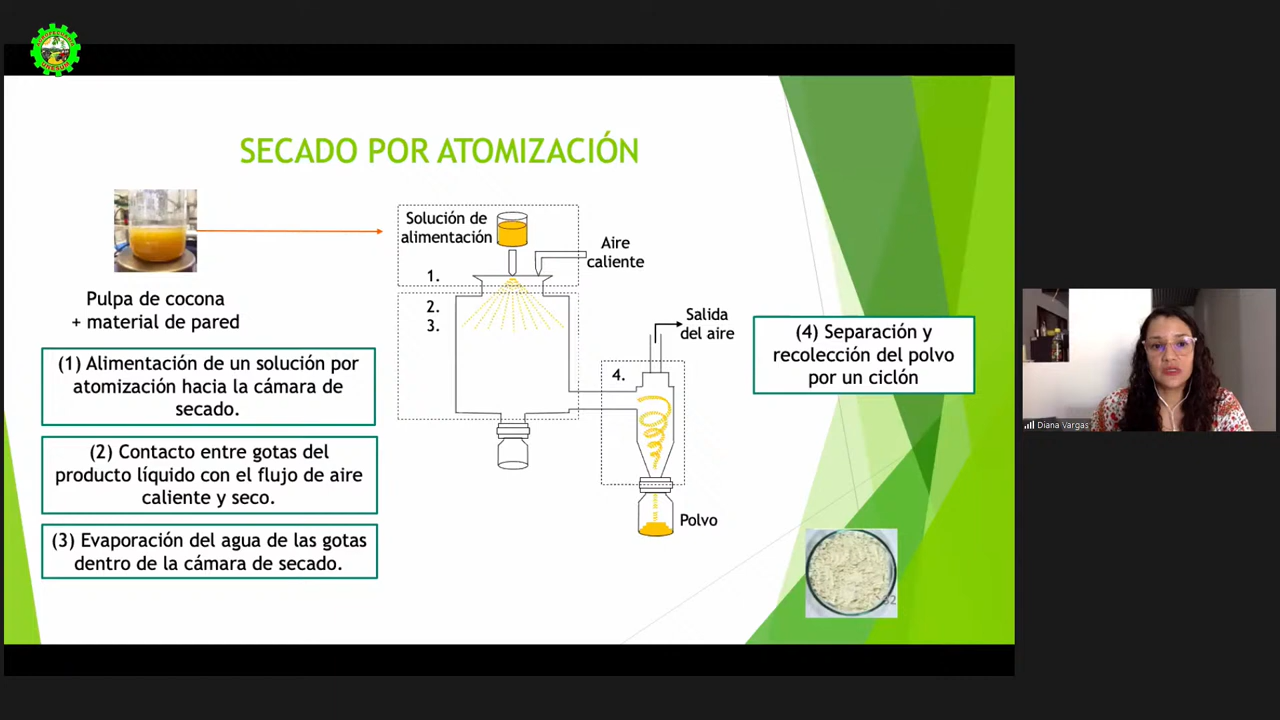 SECADO POR ATOMIZACIÓN
Solución de
alimentación
Aire
caliente
1.
2.
3.
Pulpa de cocona
+ material de pared
(1) Alimentación de un solución por
atomización hacia la cámara de
secado.
(2) Contacto entre gotas del
producto líquido con el flujo de aire
caliente y seco.
(3) Evaporación del agua de las gotas
dentro de la cámara de secado.
Salida
del aire
4.
Polvo
(4) Separación y
recolección del polvo
por un ciclón
32
Diana Vargas